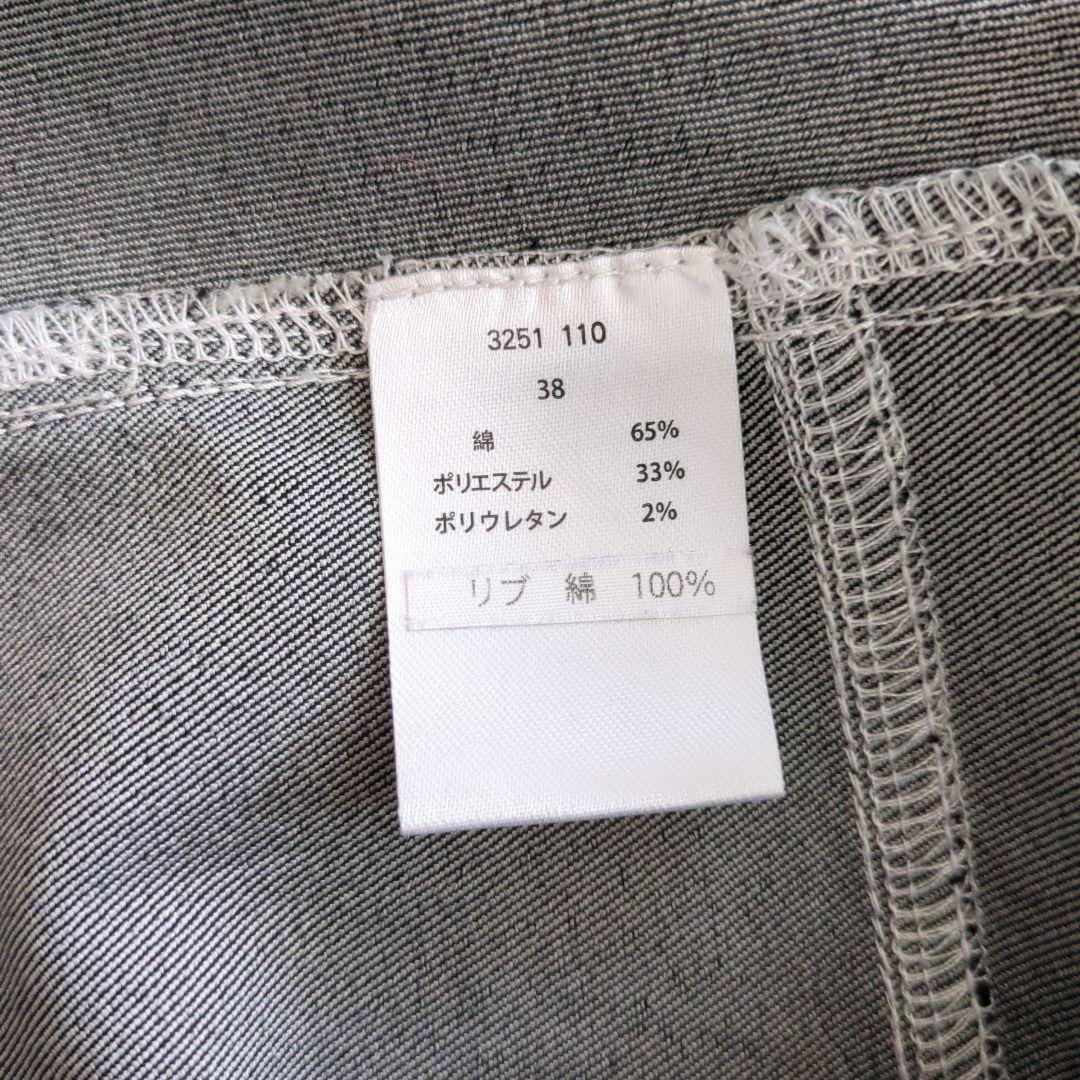 3251 110
38
綿 65%
ポリエステル 33%
ポリウレタン 2%
リブ 綿 100%